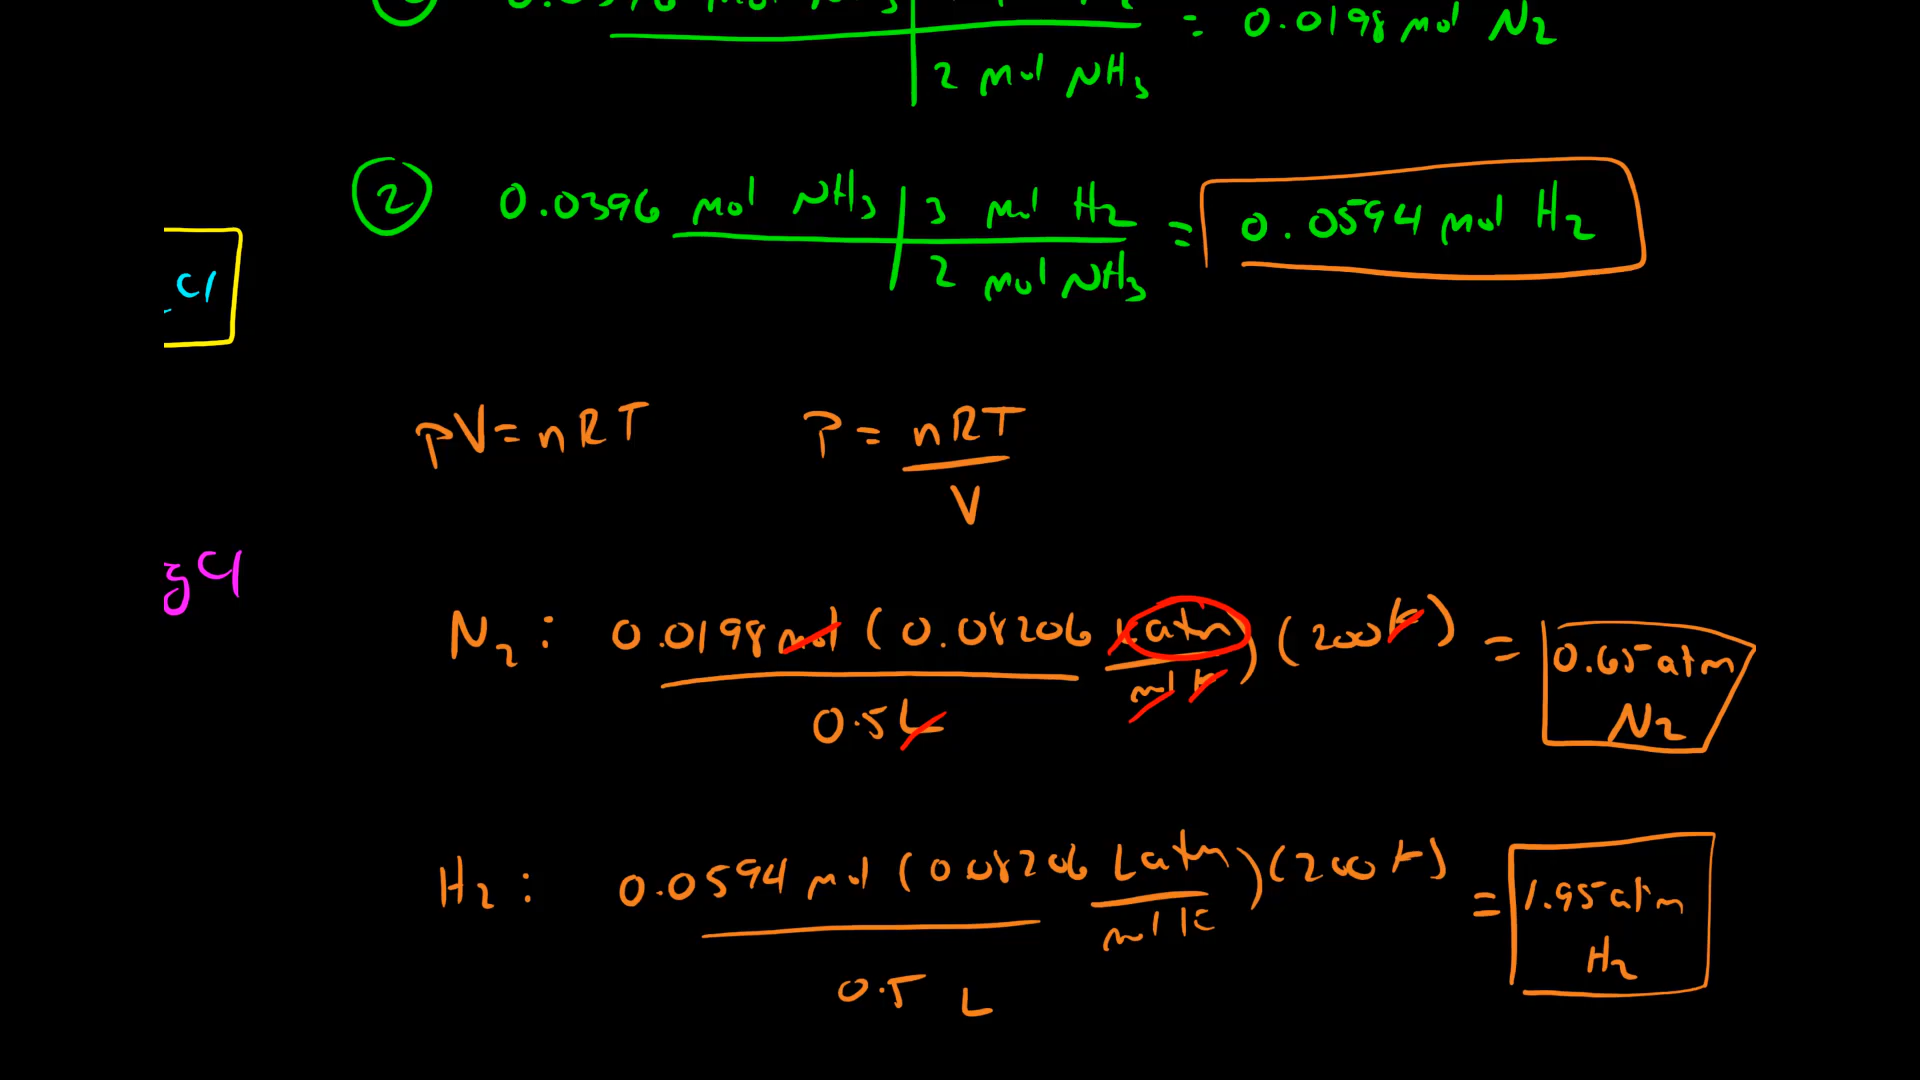 = 0.0198 mol N2
2 mol NH3
2 0.0396 mol NH3 3 mol H2 = 0.0594 mol H2
2 mol NH3
Cl
PV = nRT P = nRT
V
N2: 0.0198 mol (0.08206 L atm) (200 K) = 0.65 atm
mol K
0.5 L N2
H2: 0.0594 mol (0.08206 L atm) (200 K) = 1.95 atm
mol K
0.5 L H2